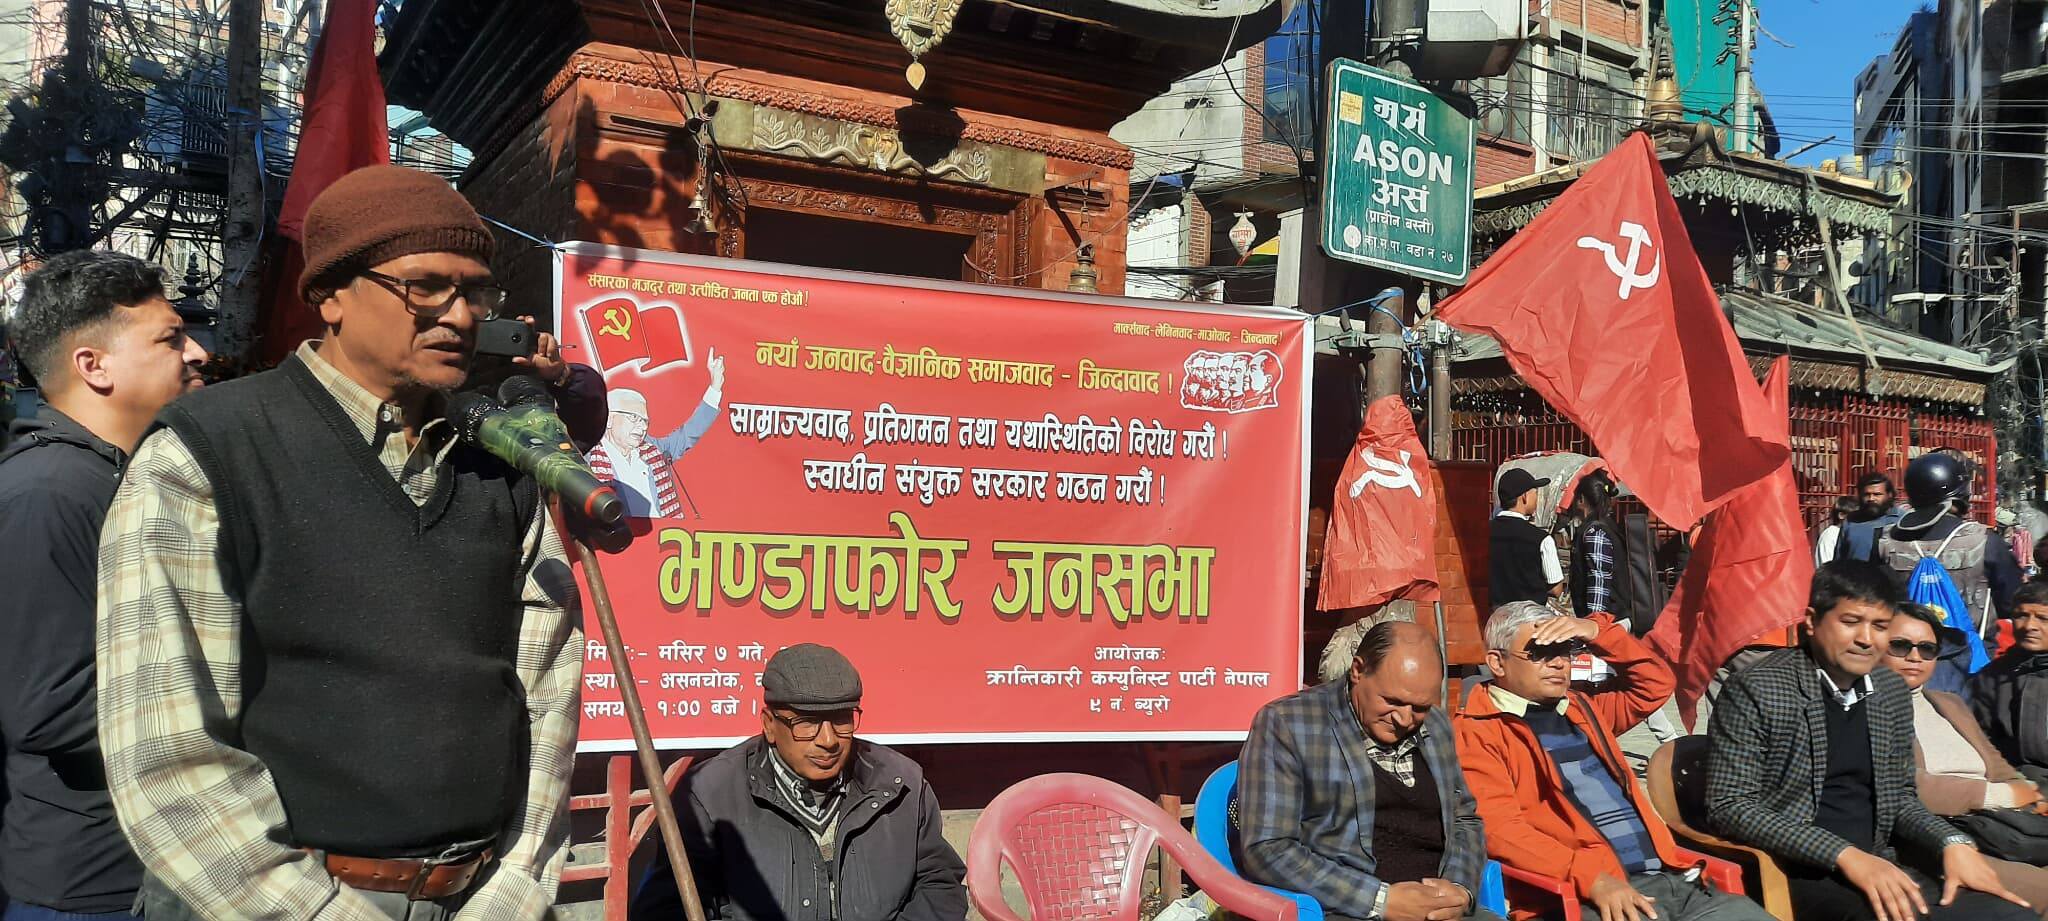 संसारका मजदुर तथा उत्पीडित जनता एक होऔं!
मार्क्सवाद-लेनिनवाद-माओवाद - जिन्दावाद!
नयाँ जनवाद-वैज्ञानिक समाजवाद - जिन्दावाद !
साम्राज्यवाद, प्रतिगमन तथा यथास्थितिको विरोध गरौं !
स्वाधीन संयुक्त सरकार गठन गरौं !
भण्डाफोर जनसभा
मंसिर ७ गते,
असनचोक,
समय
१:०० बजे ।
आयोजकः
क्रान्तिकारी कम्युनिस्ट पार्टी नेपाल
९ नं. ब्युरो
ASON
असं
(प्राचीन बस्ती)
का.म.पा. वडा नं. २७